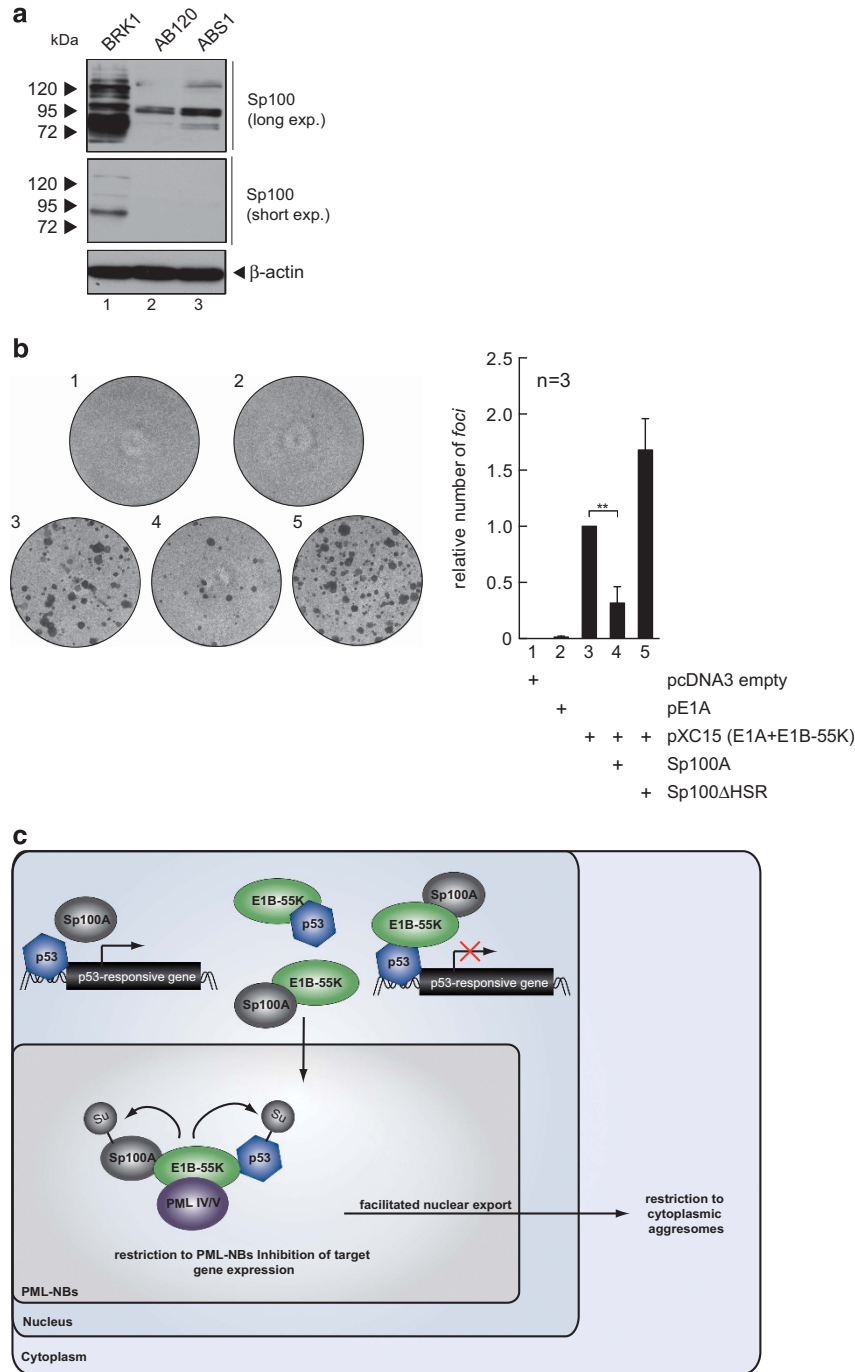 a
kDa
BRK1
AB120
ABS1
120
95
72
Sp100
(long exp.)
120
95
72
Sp100
(short exp.)
β-actin
1 2 3
b
1
2
3
4
5
relative number of foci
2.5
2.0
1.5
1.0
0.5
0
n=3
**
1 2 3 4 5
+ pcDNA3 empty
+ pE1A
+ + + pXC15 (E1A+E1B-55K)
+ Sp100A
+ Sp100ΔHSR
c
Sp100A
p53
p53-responsive gene
E1B-55K
p53
Sp100A
E1B-55K
Sp100A
E1B-55K
p53
p53-responsive gene
Su
Su
Sp100A
E1B-55K
p53
PML IV/V
facilitated nuclear export
restriction to
cytoplasmic
aggresomes
restriction to PML-NBs Inhibition of target
gene expression
PML-NBs
Nucleus
Cytoplasm